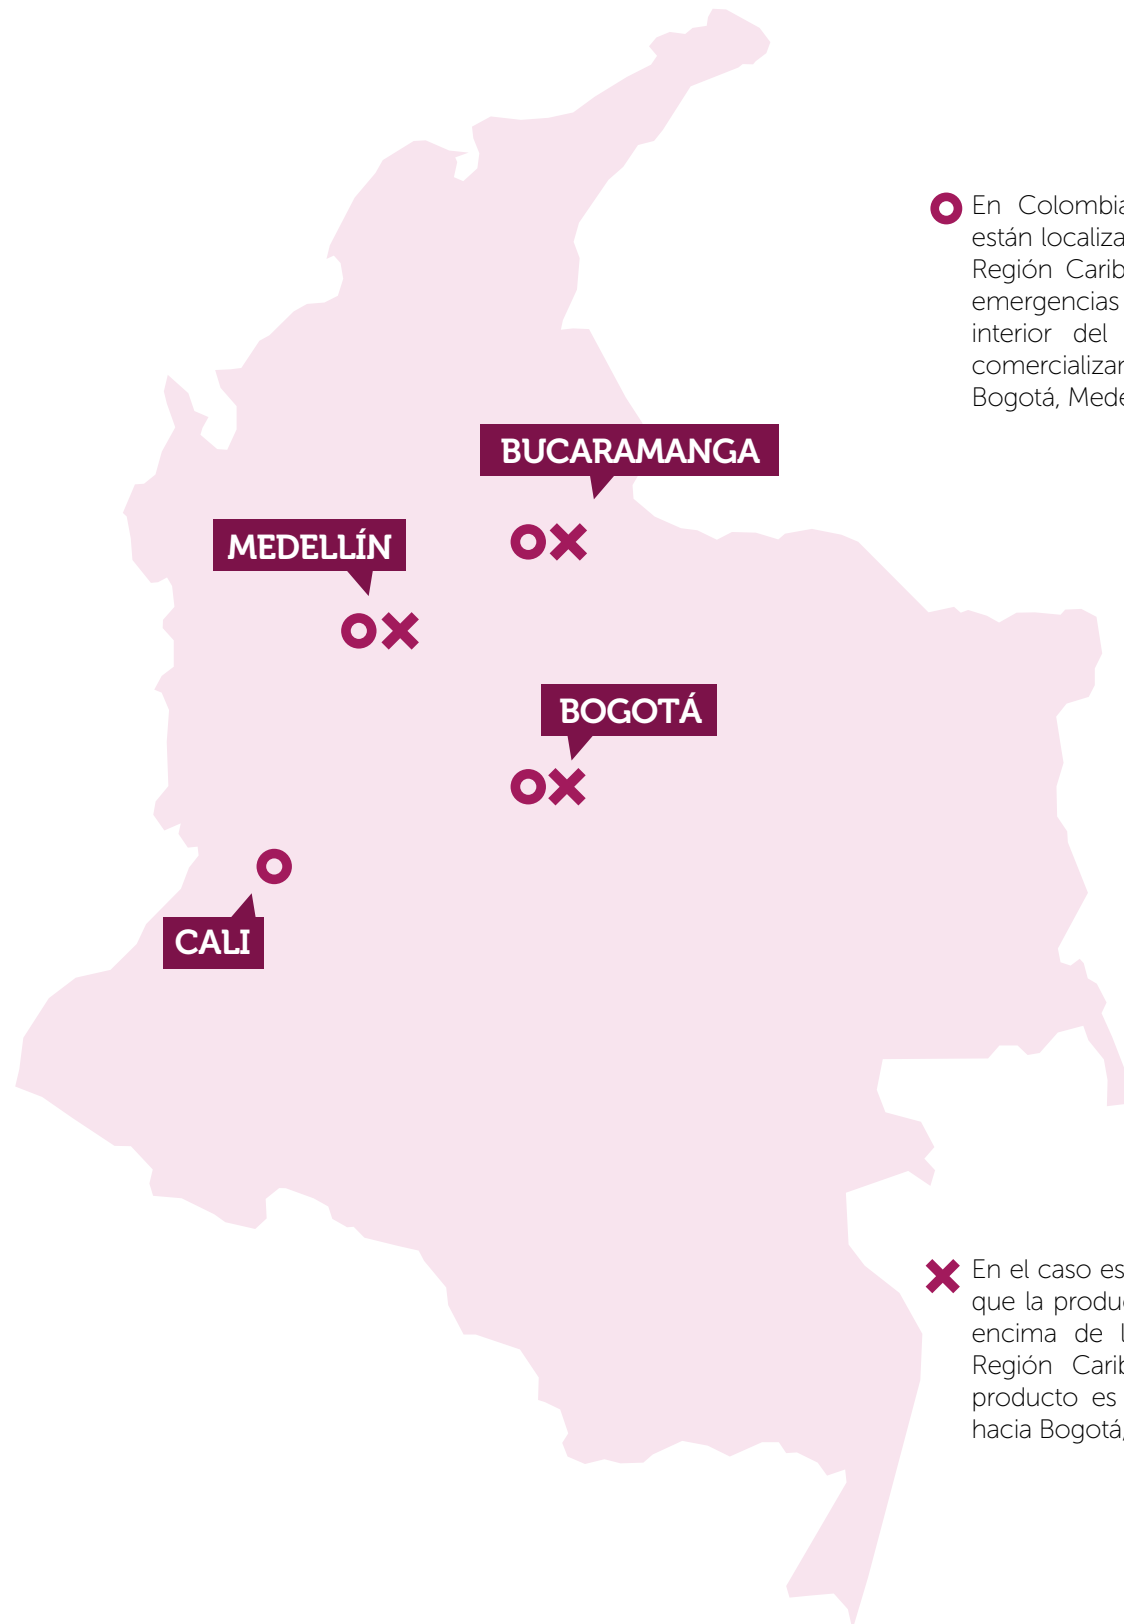 En Colombia
están localiza
Región Carib
emergencias
interior del
comercializar
Bogotá, Mede
BUCARAMANGA
MEDELLÍN
BOGOTÁ
CALI
En el caso es
que la produc
encima de l
Región Carib
producto es
hacia Bogotá,